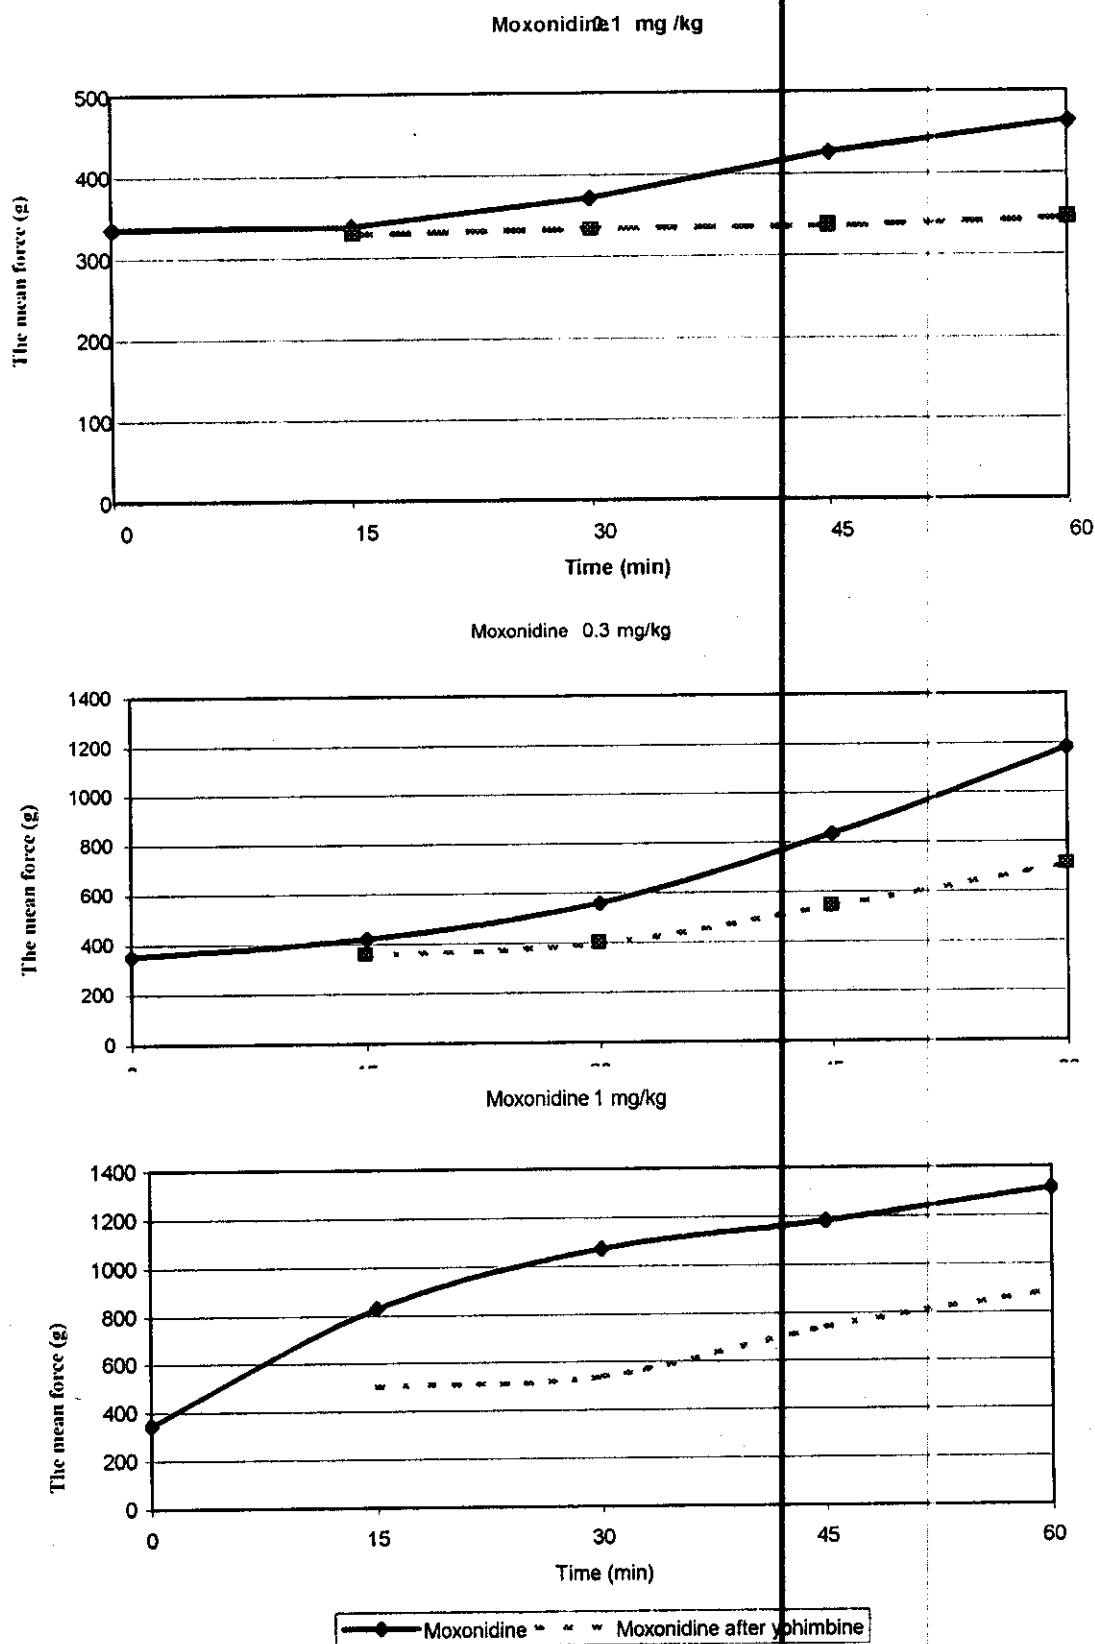 Moxonidine 0.1 mg /kg
500
400
300
200
100
0
The mean force (g)
0 15 30 45 60
Time (min)
Moxonidine 0.3 mg/kg
1400
1200
1000
800
600
400
200
0
The mean force (g)
Moxonidine 1 mg/kg
1400
1200
1000
800
600
400
200
0
The mean force (g)
0 15 30 45 60
Time (min)
Moxonidine Moxonidine after yohimbine